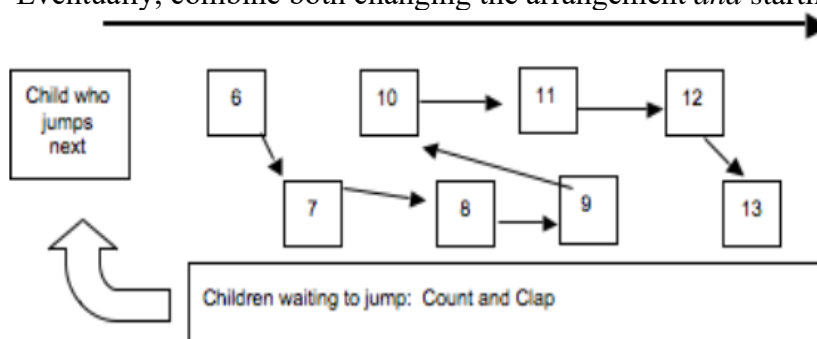 Eventually, combine both changing the arrangement and
Child who
jumps
next
6
10
11
12
7
8
9
13
Children waiting to jump: Count and Clap